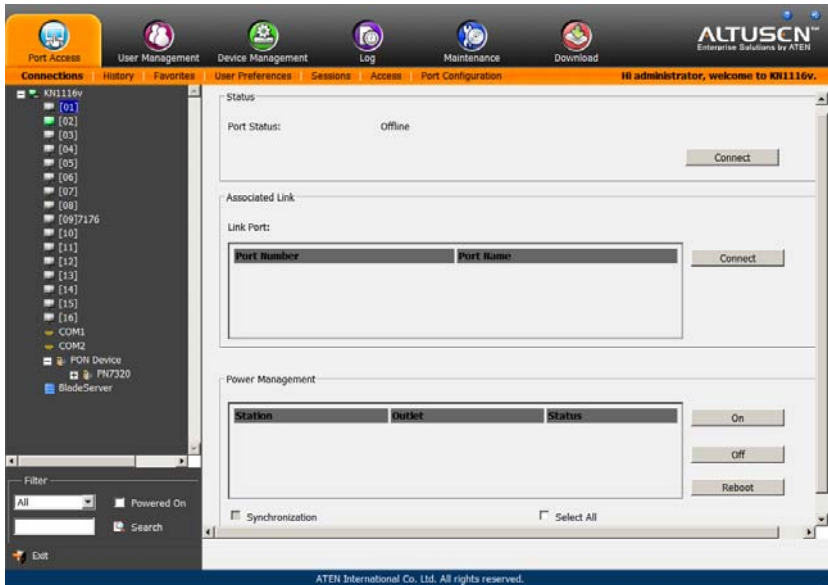 ALTUSCN™
Enterprise Solutions by ATEN
Port Access
User Management
Device Management
Log
Maintenance
Download
Connections
History
Favorites
User Preferences
Sessions
Access
Port Configuration
Hi administrator, welcome to KN1116v.
KN1116v
[01]
[02]
[03]
[04]
[05]
[06]
[07]
[08]
[09]7176
[10]
[11]
[12]
[13]
[14]
[15]
[16]
COM1
COM2
PON Device
PN7320
BladeServer
Filter
All
Powered On
Search
Exit
Status
Port Status: Offline
Connect
Associated Link
Link Port:
Port Number Port Name
Connect
Power Management
Station Outlet Status
On
Off
Reboot
Synchronization
Select All
ATEN International Co. Ltd. All rights reserved.